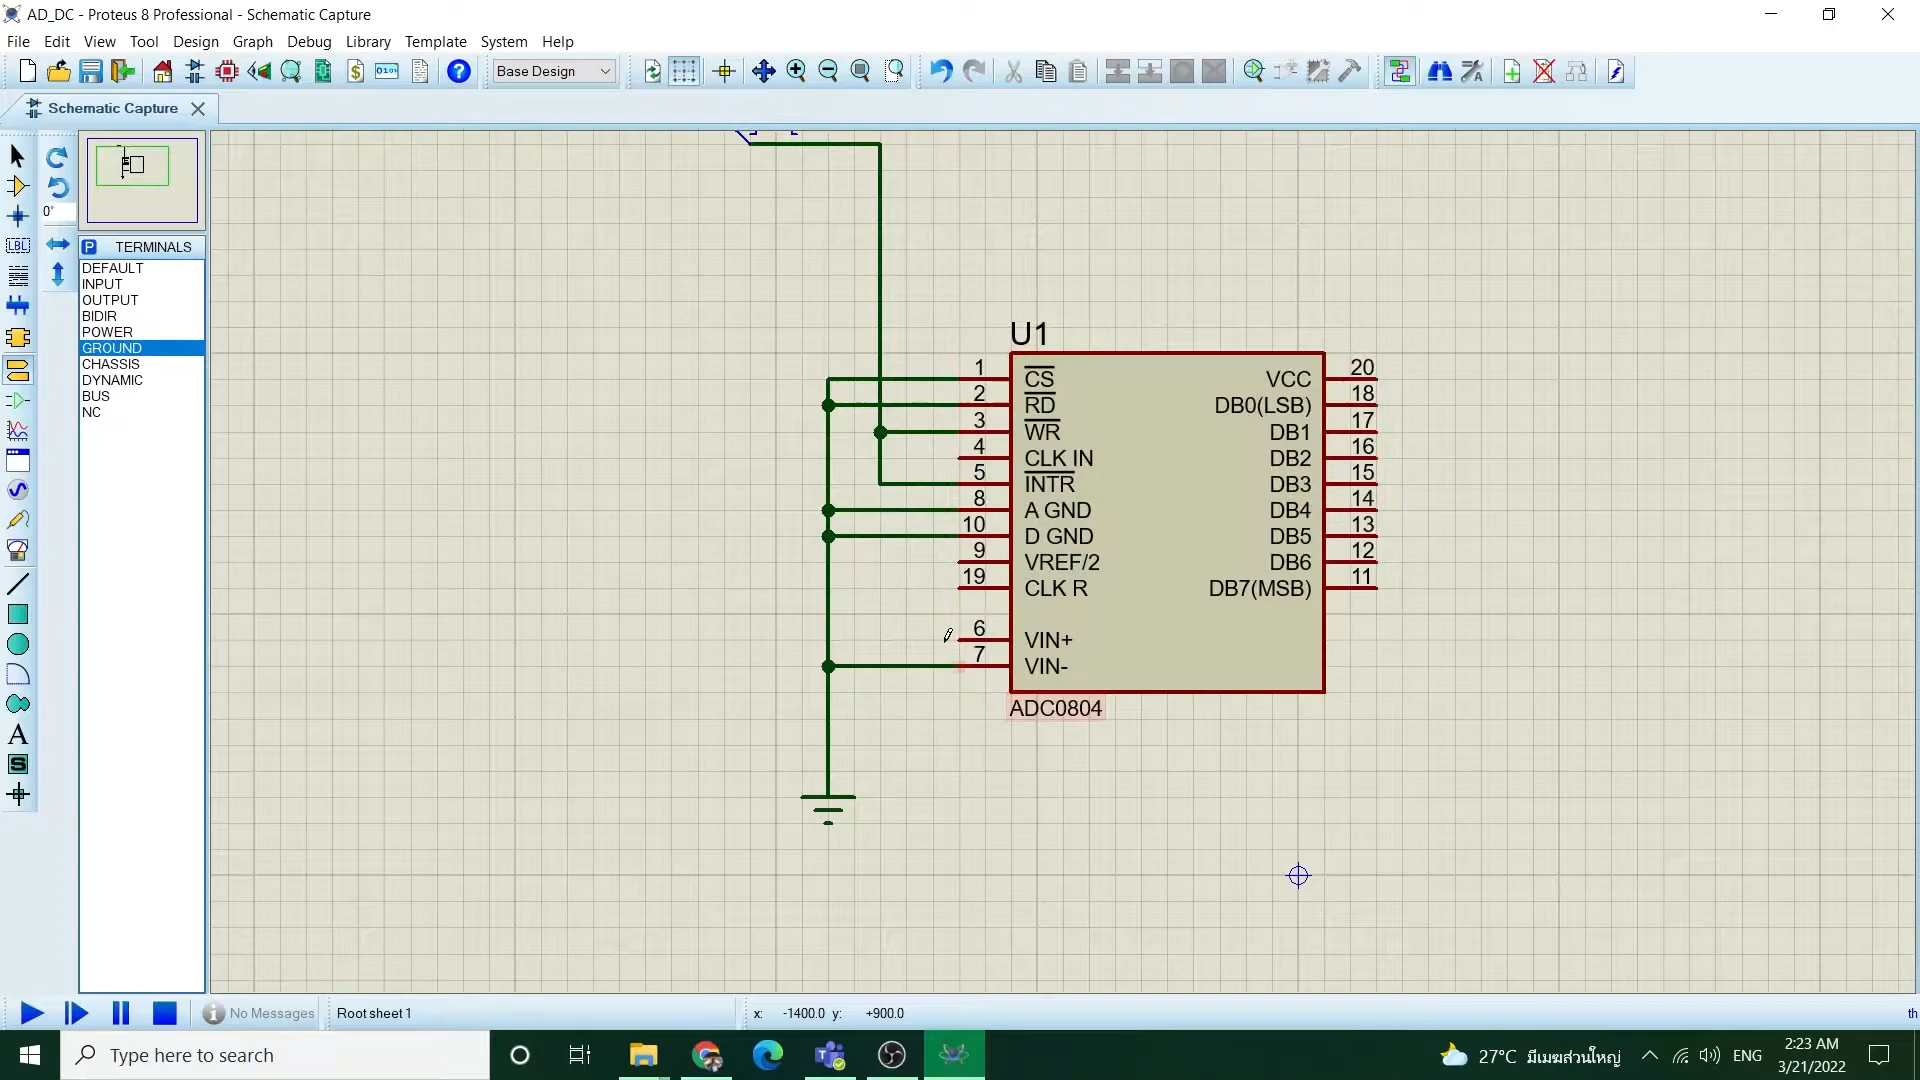 AD_DC - Proteus 8 Professional - Schematic Capture
File Edit View Tool Design Graph Debug Library Template System Help
Base Design
Schematic Capture
0°
P TERMINALS
DEFAULT
INPUT
OUTPUT
BIDIR
POWER
GROUND
CHASSIS
DYNAMIC
BUS
NC
LBL
A
S
U1
1 CS VCC 20
2 RD DB0(LSB) 18
3 WR DB1 17
4 CLK IN DB2 16
5 INTR DB3 15
8 A GND DB4 14
10 D GND DB5 13
9 VREF/2 DB6 12
19 CLK R DB7(MSB) 11
6 VIN+
7 VIN-
ADC0804
No Messages Root sheet 1 x: -1400.0 y: +900.0 th
Type here to search 27°C มีเมฆส่วนใหญ่ ENG 2:23 AM
3/21/2022